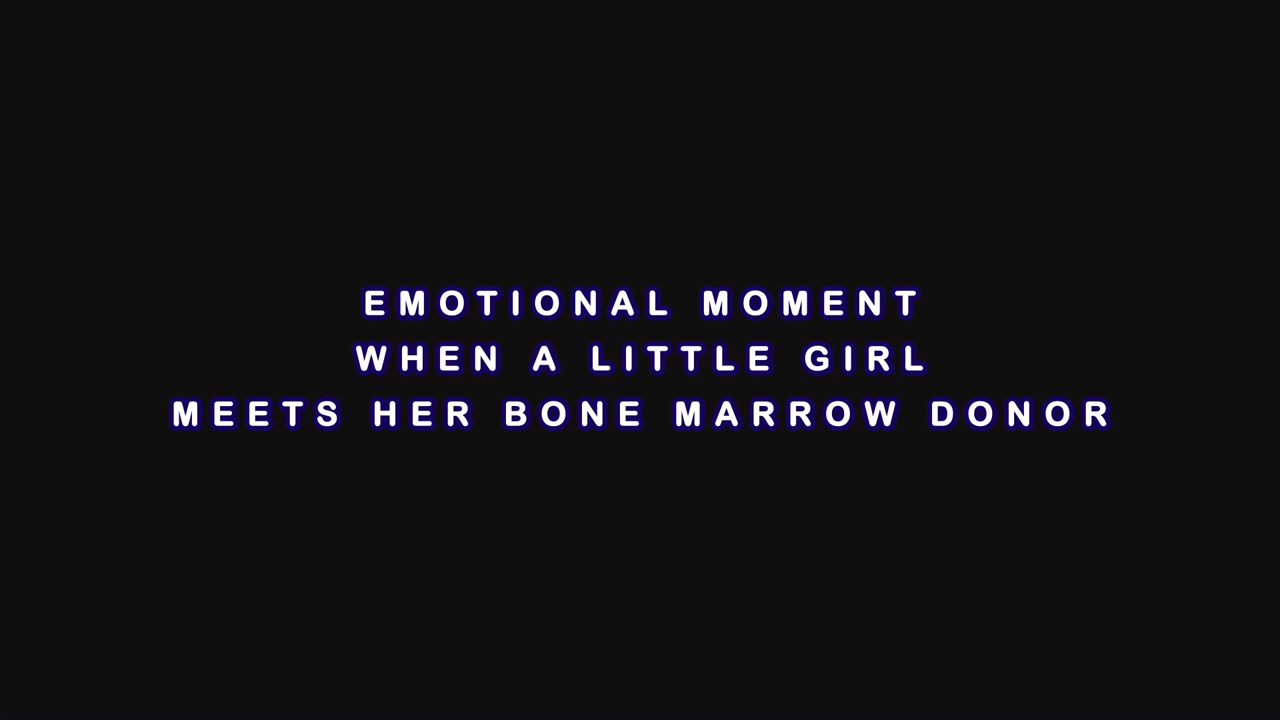 EMOTIONAL MOMENT
WHEN A LITTLE GIRL
MEETS HER BONE MARROW DONOR